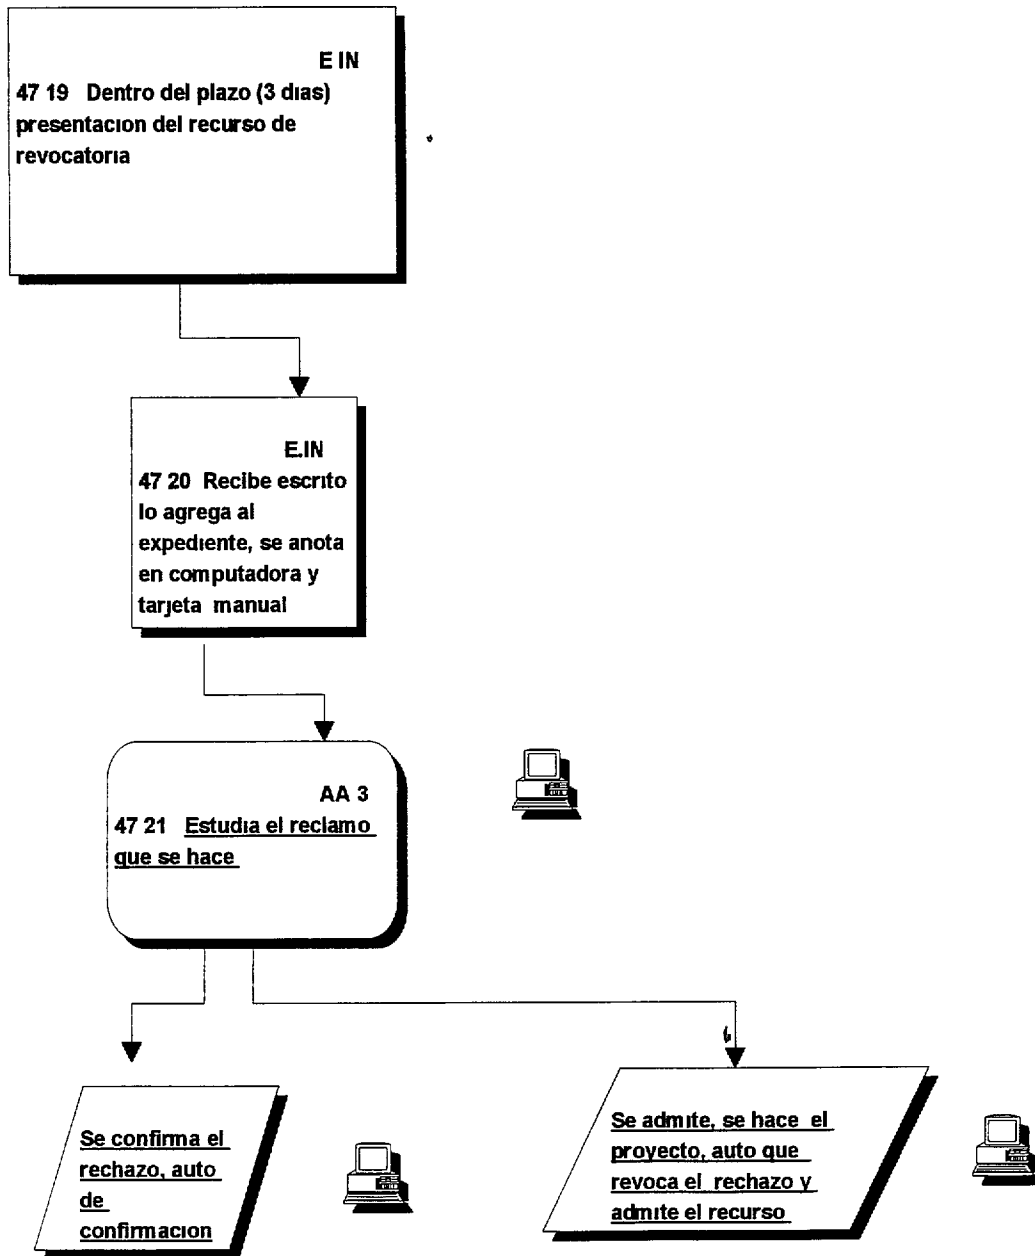 E IN
47 19 Dentro del plazo (3 dias)
presentacion del recurso de
revocatoria
E.IN
47 20 Recibe escrito
lo agrega al
expediente, se anota
en computadora y
tarjeta manual
AA 3
47 21 Estudia el reclamo
que se hace
Se confirma el
rechazo, auto
de
confirmacion
Se admite, se hace el
proyecto, auto que
revoca el rechazo y
admite el recurso